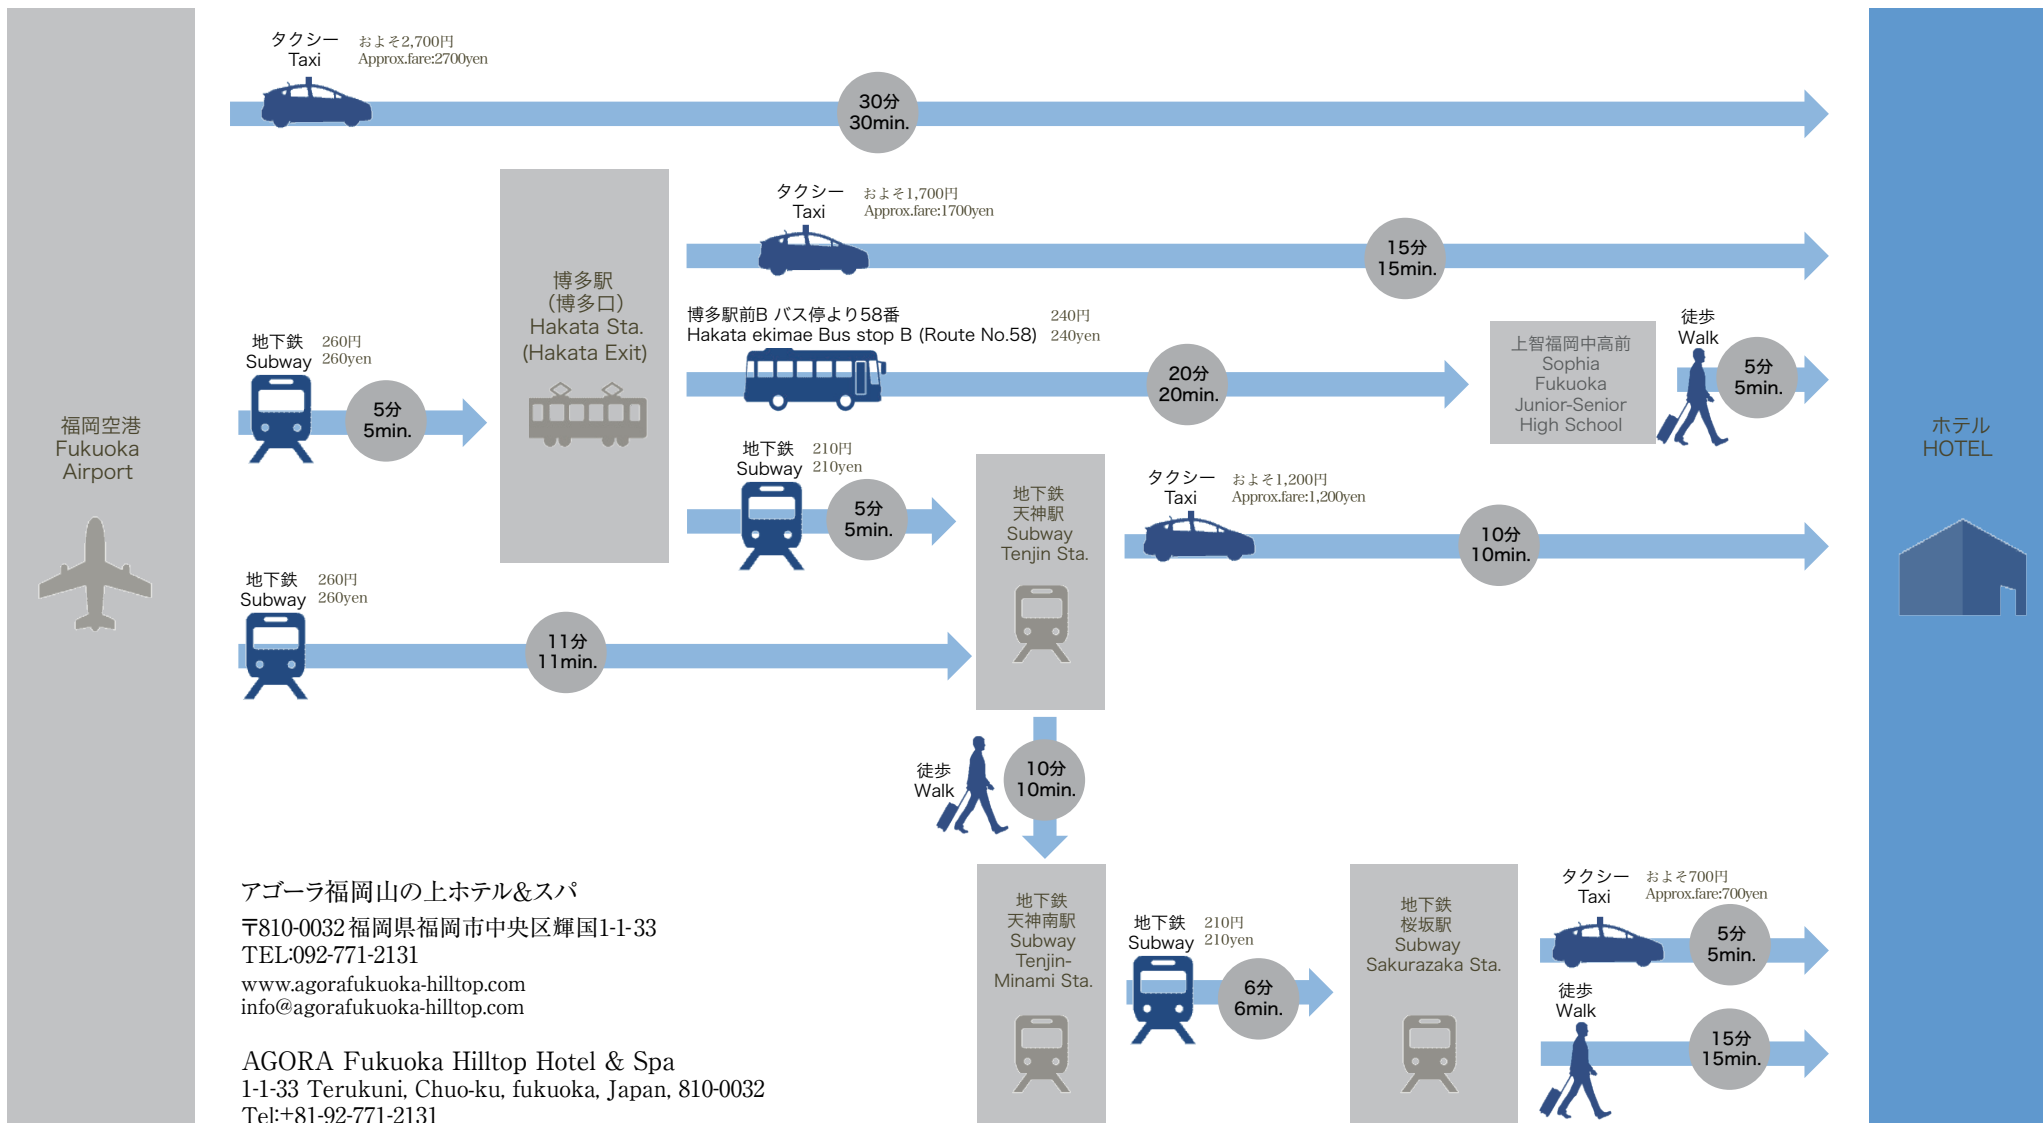 タクシー
Taxi
およそ2,700円
Approx.fare:2700yen
30分
30min.
タクシー
Taxi
およそ1,700円
Approx.fare:1700yen
15分
15min.
博多駅
（博多口）
Hakata Sta.
(Hakata Exit)
博多駅前B バス停より58番
Hakata ekimae Bus stop B (Route No.58)
240円
240yen
20分
20min.
上智福岡中高前
Sophia
Fukuoka
Junior-Senior
High School
徒歩
Walk
5分
5min.
地下鉄
Subway
260円
260yen
5分
5min.
福岡空港
Fukuoka
Airport
ホテル
HOTEL
地下鉄
Subway
210円
210yen
5分
5min.
地下鉄
天神駅
Subway
Tenjin Sta.
タクシー
Taxi
およそ1,200円
Approx.fare:1,200yen
10分
10min.
地下鉄
Subway
260円
260yen
11分
11min.
徒歩
Walk
10分
10min.
地下鉄
天神南駅
Subway
Tenjin-
Minami Sta.
地下鉄
Subway
210円
210yen
6分
6min.
地下鉄
桜坂駅
Subway
Sakurazaka Sta.
タクシー
Taxi
およそ700円
Approx.fare:700yen
5分
5min.
徒歩
Walk
15分
15min.
アゴーラ福岡山の上ホテル&スパ
〒810-0032 福岡県福岡市中央区輝国1-1-33
TEL:092-771-2131
www.agorafukuoka-hilltop.com
info@agorafukuoka-hilltop.com
AGORA Fukuoka Hilltop Hotel & Spa
1-1-33 Terukuni, Chuo-ku, fukuoka, Japan, 810-0032
Tel:+81-92-771-2131